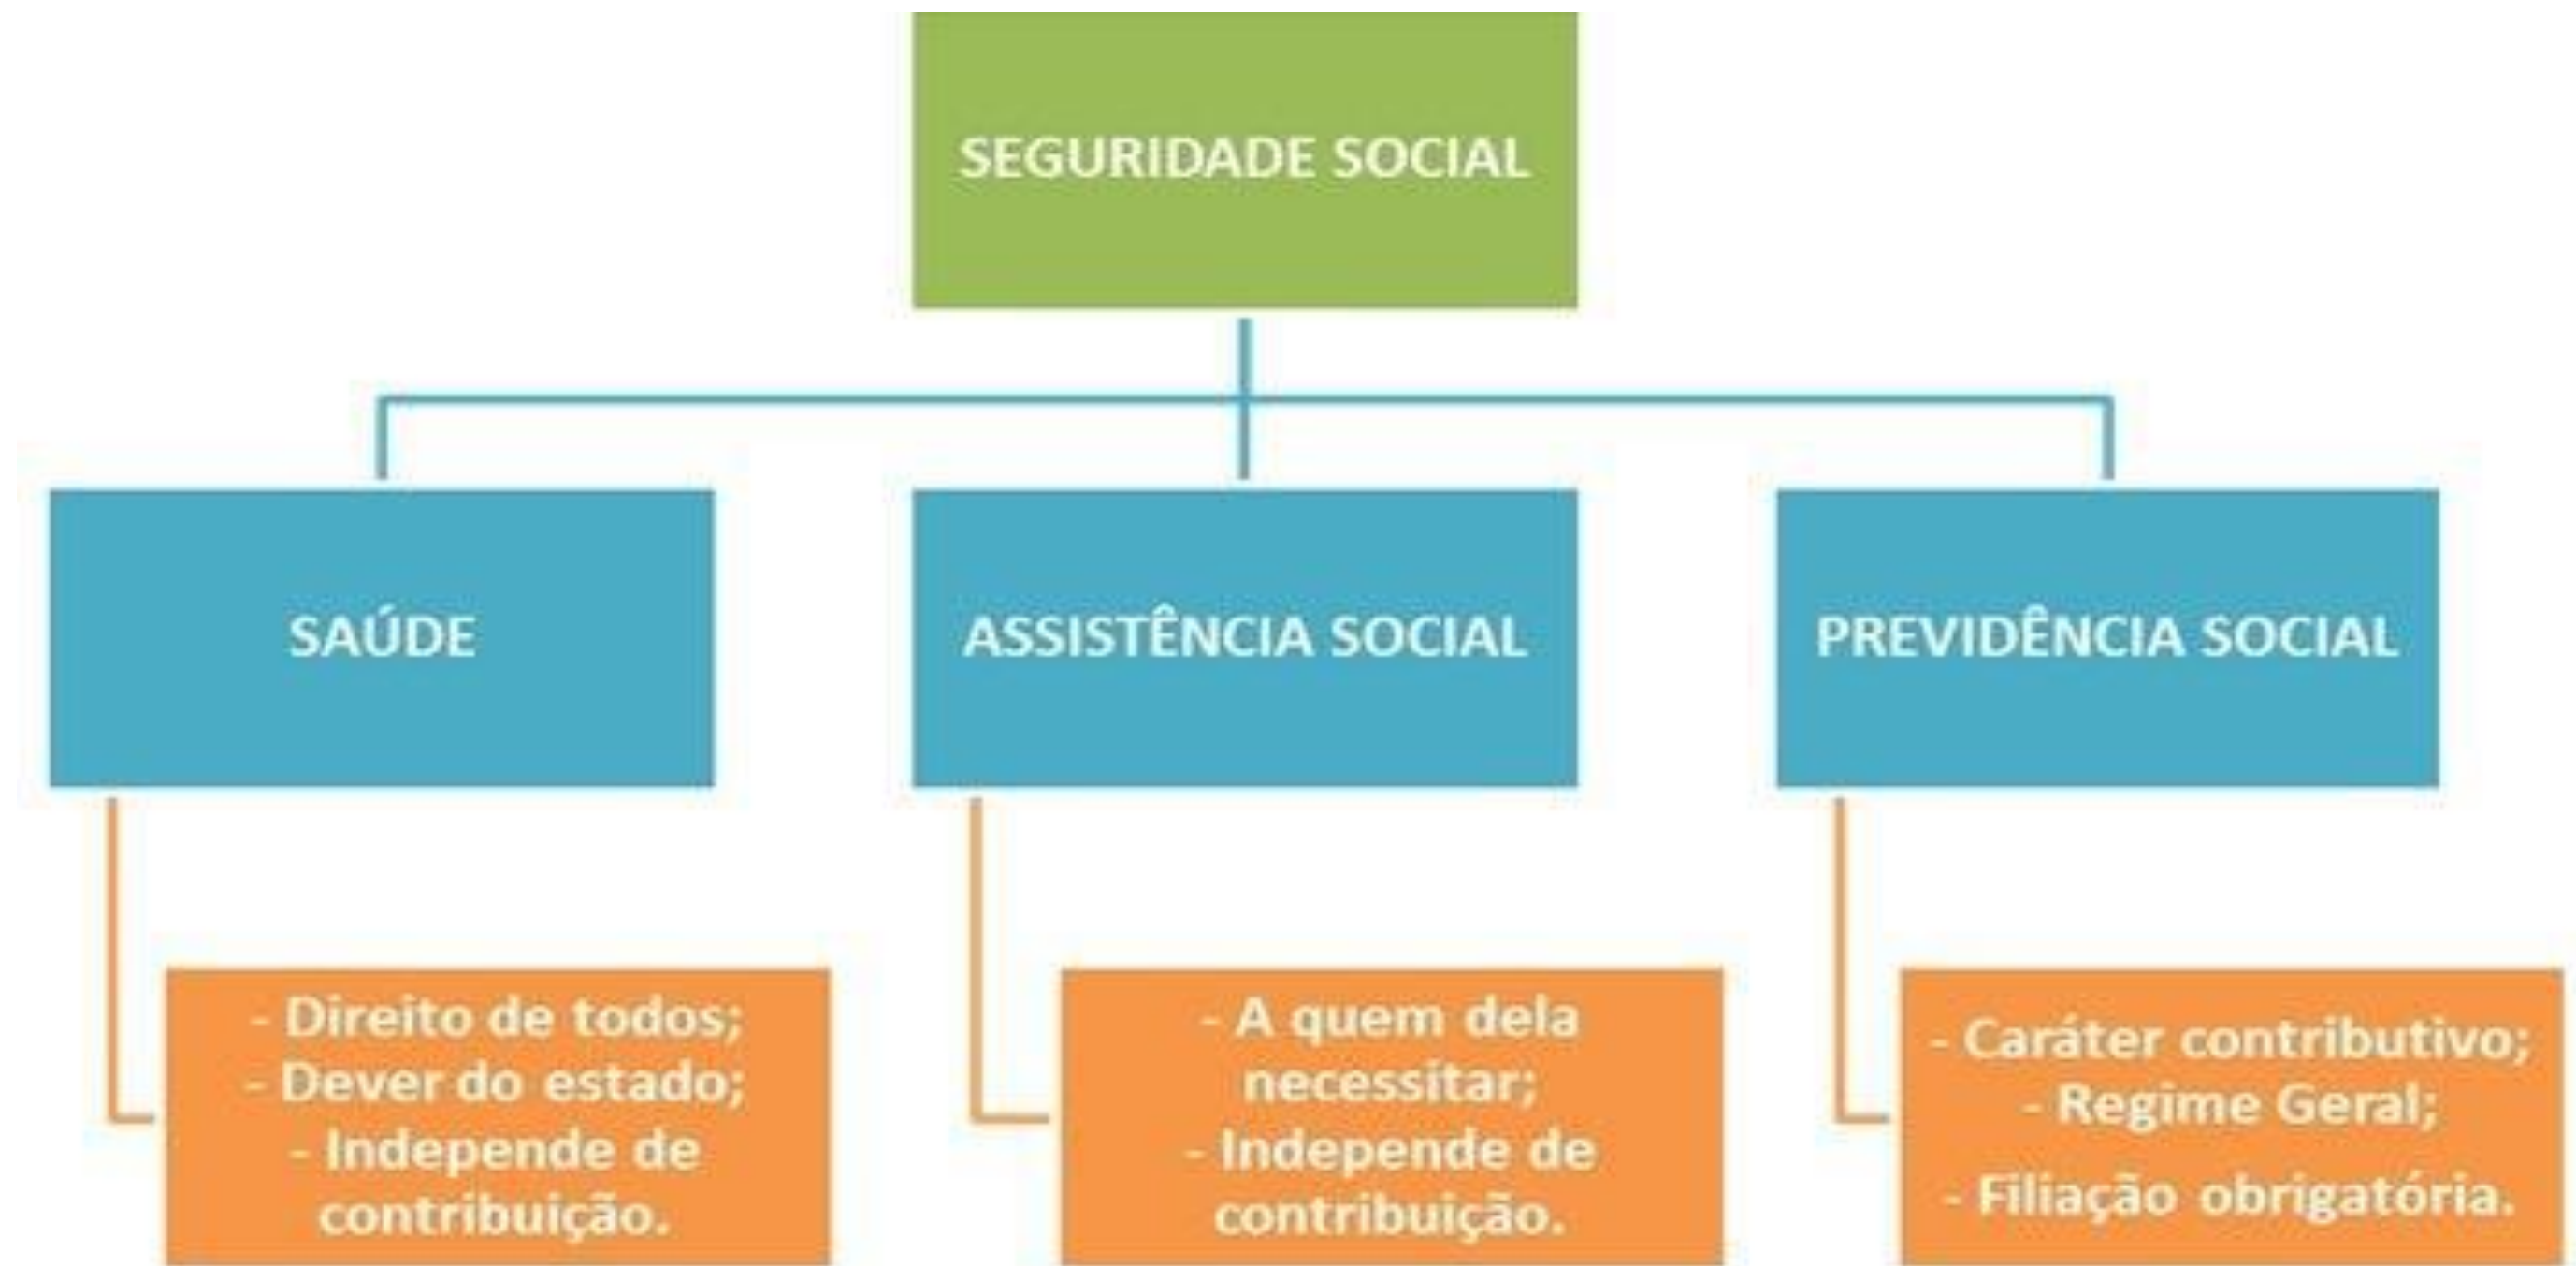 SEGURIDADE SOCIAL
SAÚDE
ASSISTÊNCIA SOCIAL
PREVIDÊNCIA SOCIAL
- Direito de todos;
- Dever do estado;
- Independe de
contribuição.
- A quem dela
necessitar;
- Independe de
contribuição.
- Caráter contributivo;
- Regime Geral;
- Filiação obrigatória.